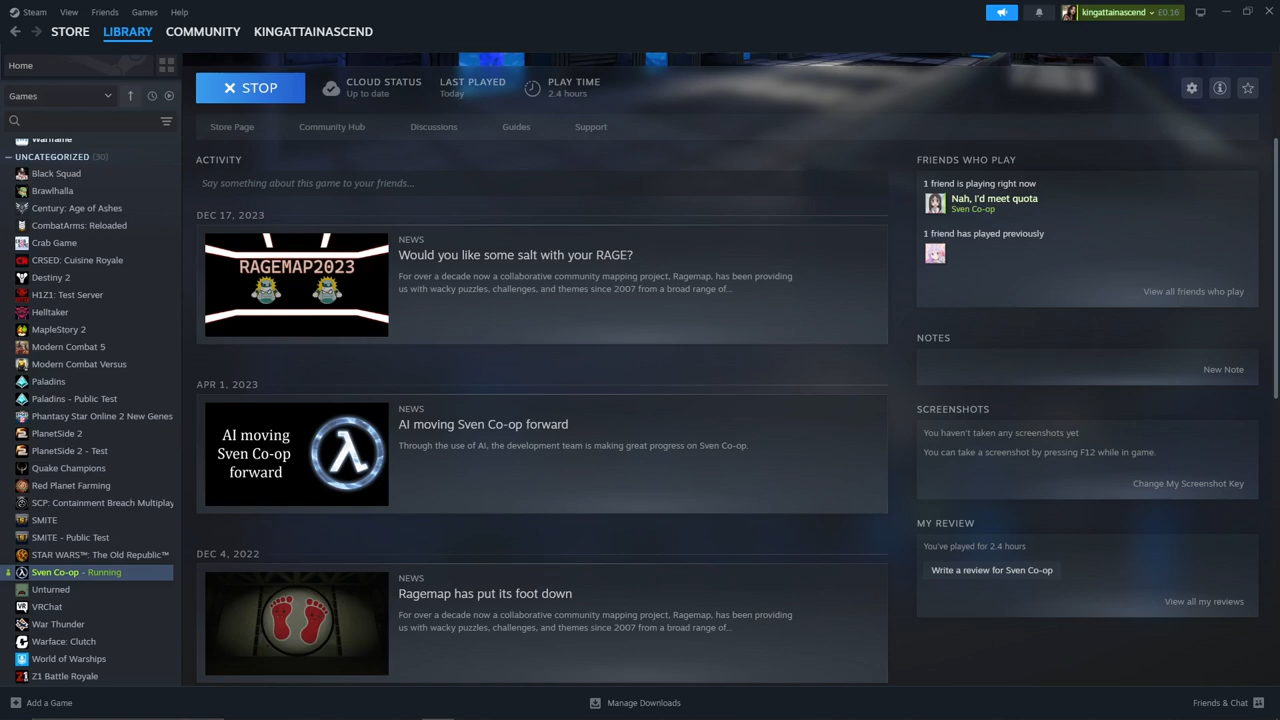 Steam View Friends Games Help
kingattainascend £0.16
STORE LIBRARY COMMUNITY KINGATTAINASCEND
Home
Games
Warframe
UNCATEGORIZED (30)
Black Squad
Brawlhalla
Century: Age of Ashes
CombatArms: Reloaded
Crab Game
CRSED: Cuisine Royale
Destiny 2
H1Z1: Test Server
Helltaker
MapleStory 2
Modern Combat 5
Modern Combat Versus
Paladins
Paladins - Public Test
Phantasy Star Online 2 New Genes
PlanetSide 2
PlanetSide 2 - Test
Quake Champions
Red Planet Farming
SCP: Containment Breach Multiplay
SMITE
SMITE - Public Test
STAR WARS™: The Old Republic™
Sven Co-op - Running
Unturned
VRChat
War Thunder
Warface: Clutch
World of Warships
Z1 Battle Royale
STOP
CLOUD STATUS
Up to date
LAST PLAYED
Today
PLAY TIME
2.4 hours
Store Page Community Hub Discussions Guides Support
ACTIVITY
Say something about this game to your friends...
DEC 17, 2023
RAGEMAP2023
NEWS
Would you like some salt with your RAGE?
For over a decade now a collaborative community mapping project, Ragemap, has been providing
us with wacky puzzles, challenges, and themes since 2007 from a broad range of...
APR 1, 2023
AI moving
Sven Co-op
forward
NEWS
AI moving Sven Co-op forward
Through the use of AI, the development team is making great progress on Sven Co-op.
DEC 4, 2022
NEWS
Ragemap has put its foot down
For over a decade now a collaborative community mapping project, Ragemap, has been providing
us with wacky puzzles, challenges, and themes since 2007 from a broad range of...
FRIENDS WHO PLAY
1 friend is playing right now
Nah, I'd meet quota
Sven Co-op
1 friend has played previously
View all friends who play
NOTES
New Note
SCREENSHOTS
You haven't taken any screenshots yet
You can take a screenshot by pressing F12 while in game.
Change My Screenshot Key
MY REVIEW
You've played for 2.4 hours
Write a review for Sven Co-op
View all my reviews
Add a Game
Manage Downloads
Friends & Chat